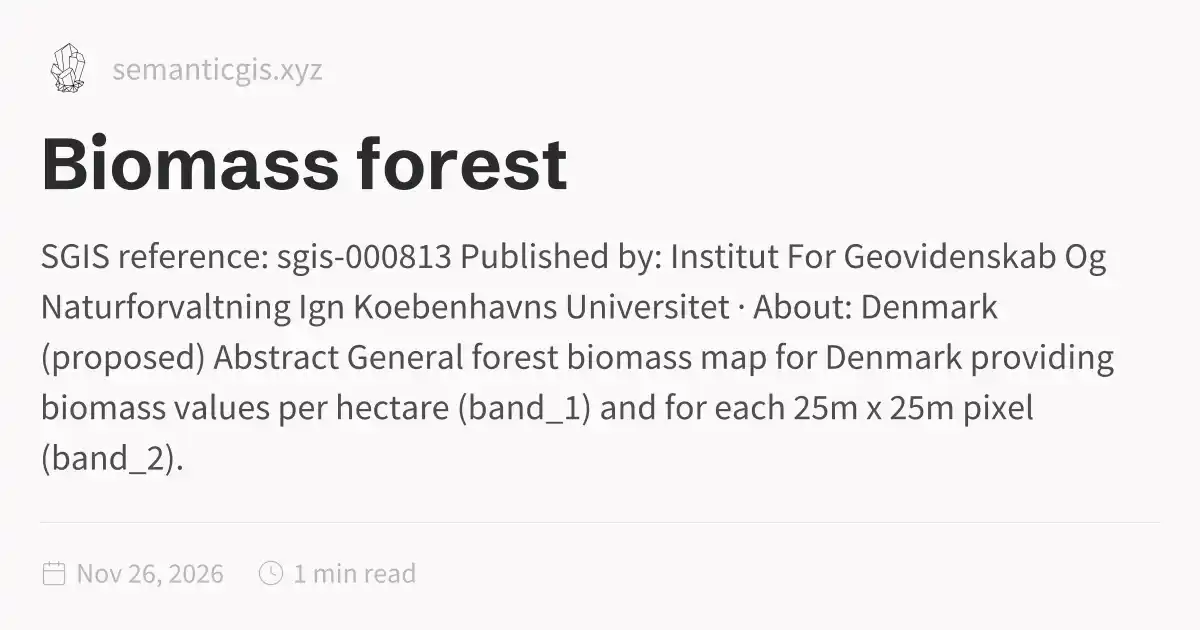 semanticgis.xyz
Biomass forest
SGIS reference: sgis-000813 Published by: Institut For Geovidenskab Og
Naturforvaltning Ign Koebenhavns Universitet · About: Denmark
(proposed) Abstract General forest biomass map for Denmark providing
biomass values per hectare (band_1) and for each 25m x 25m pixel
(band_2).
Nov 26, 2026 1 min read